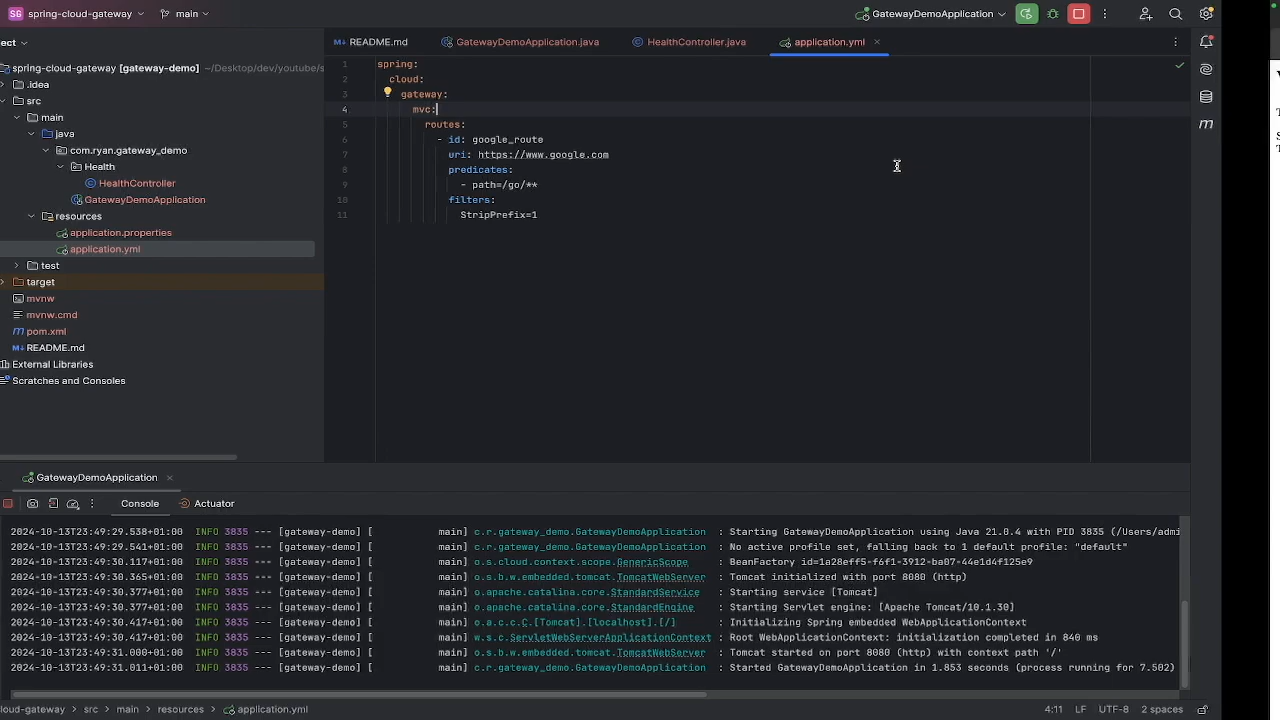 SG spring-cloud-gateway main GatewayDemoApplication
ect
README.md GatewayDemoApplication.java HealthController.java application.yml
spring-cloud-gateway [gateway-demo] ~/Desktop/dev/youtube/s
.idea
src
main
java
com.ryan.gateway_demo
Health
HealthController
GatewayDemoApplication
resources
application.properties
application.yml
test
target
mvnw
mvnw.cmd
pom.xml
README.md
External Libraries
Scratches and Consoles
1 spring:
2 cloud:
3 gateway:
4 mvc:
5 routes:
6 - id: google_route
7 uri: https://www.google.com
8 predicates:
9 - path=/go/**
10 filters:
11 StripPrefix=1
GatewayDemoApplication
Console Actuator
2024-10-13T23:49:29.538+01:00 INFO 3835 --- [gateway-demo] [ main] c.r.gateway_demo.GatewayDemoApplication : Starting GatewayDemoApplication using Java 21.0.4 with PID 3835 (/Users/admi
2024-10-13T23:49:29.541+01:00 INFO 3835 --- [gateway-demo] [ main] c.r.gateway_demo.GatewayDemoApplication : No active profile set, falling back to 1 default profile: "default"
2024-10-13T23:49:30.117+01:00 INFO 3835 --- [gateway-demo] [ main] o.s.cloud.context.scope.GenericScope : BeanFactory id=1a28eff5-f6f1-3912-ba07-44e1d4f125e9
2024-10-13T23:49:30.365+01:00 INFO 3835 --- [gateway-demo] [ main] o.s.b.w.embedded.tomcat.TomcatWebServer : Tomcat initialized with port 8080 (http)
2024-10-13T23:49:30.377+01:00 INFO 3835 --- [gateway-demo] [ main] o.apache.catalina.core.StandardService : Starting service [Tomcat]
2024-10-13T23:49:30.377+01:00 INFO 3835 --- [gateway-demo] [ main] o.apache.catalina.core.StandardEngine : Starting Servlet engine: [Apache Tomcat/10.1.30]
2024-10-13T23:49:30.417+01:00 INFO 3835 --- [gateway-demo] [ main] o.a.c.c.C.[Tomcat].[localhost].[/] : Initializing Spring embedded WebApplicationContext
2024-10-13T23:49:30.417+01:00 INFO 3835 --- [gateway-demo] [ main] w.s.c.ServletWebServerApplicationContext : Root WebApplicationContext: initialization completed in 840 ms
2024-10-13T23:49:31.000+01:00 INFO 3835 --- [gateway-demo] [ main] o.s.b.w.embedded.tomcat.TomcatWebServer : Tomcat started on port 8080 (http) with context path '/'
2024-10-13T23:49:31.011+01:00 INFO 3835 --- [gateway-demo] [ main] c.r.gateway_demo.GatewayDemoApplication : Started GatewayDemoApplication in 1.853 seconds (process running for 7.502)
loud-gateway > src > main > resources > application.yml 4:11 LF UTF-8 2 spaces